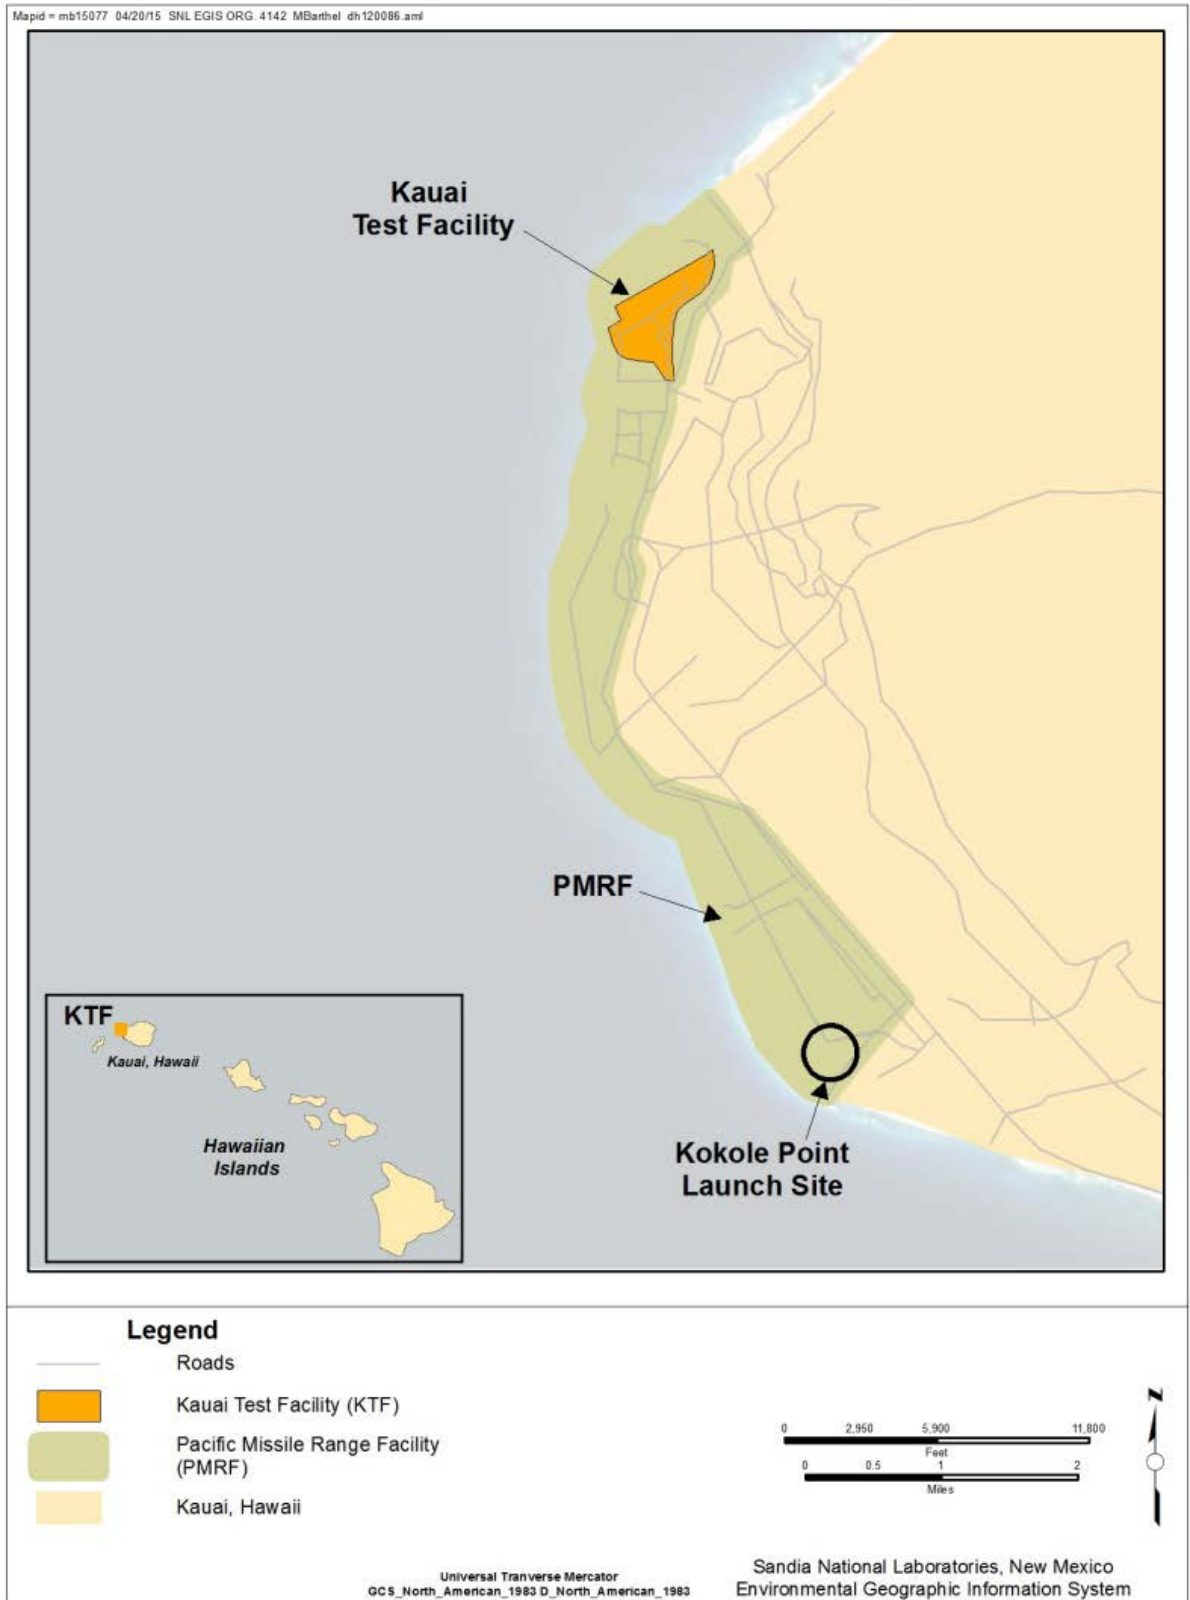 Mapid = mb15077 04/20/15 SNL EGIS ORG. 4142 MBarthel dh120086.aml
Kauai
Test Facility
PMRF
Kokole Point
Launch Site
KTF
Kauai, Hawaii
Hawaiian
Islands
Legend
Roads
Kauai Test Facility (KTF)
Pacific Missile Range Facility
(PMRF)
Kauai, Hawaii
0 2,950 5,900 11,800
Feet
0 0.5 1 2
Miles
N
Universal Tranverse Mercator
GCS_North_American_1983 D_North_American_1983
Sandia National Laboratories, New Mexico
Environmental Geographic Information System